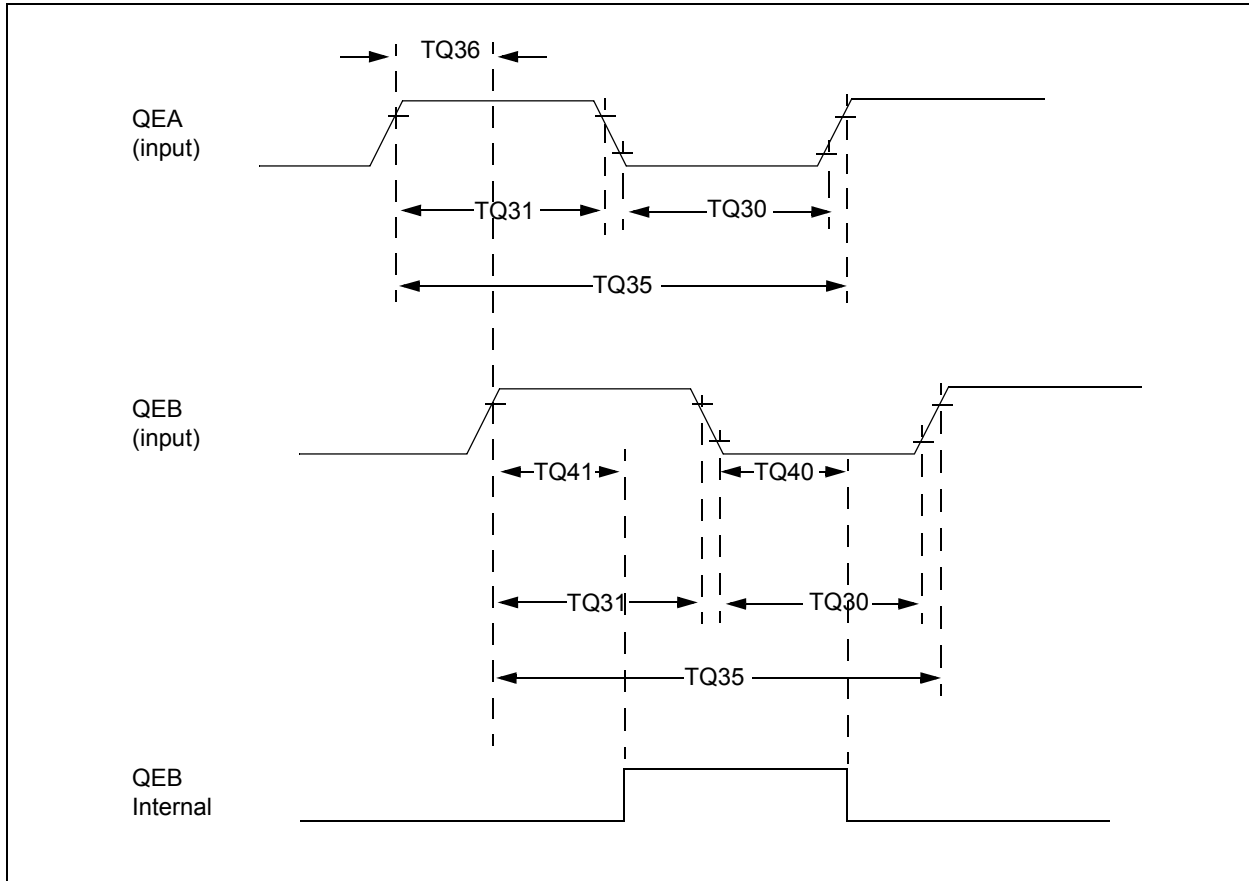 TQ36
QEA
(input)
TQ31
TQ30
TQ35
QEB
(input)
TQ41
TQ40
TQ31
TQ30
TQ35
QEB
Internal